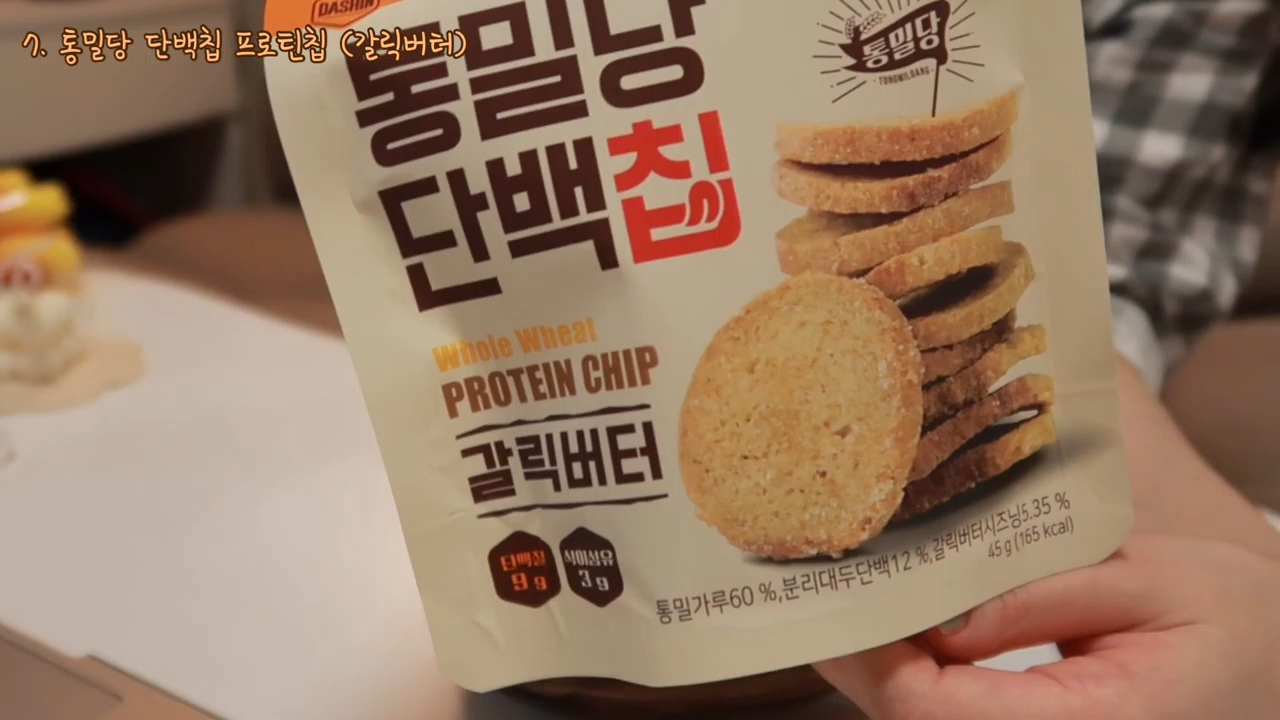 7. 통밀당 단백칩 프로틴칩 (갈릭버터)
DASHIN
통밀당
단백칩
통밀당
TONGMILDANG
Whole Wheat
PROTEIN CHIP
갈릭버터
단백질
9 g
식이섬유
3 g
통밀가루60 %,분리대두단백12 %,갈릭버터시즈닝5.35 %
45 g (165 kcal)